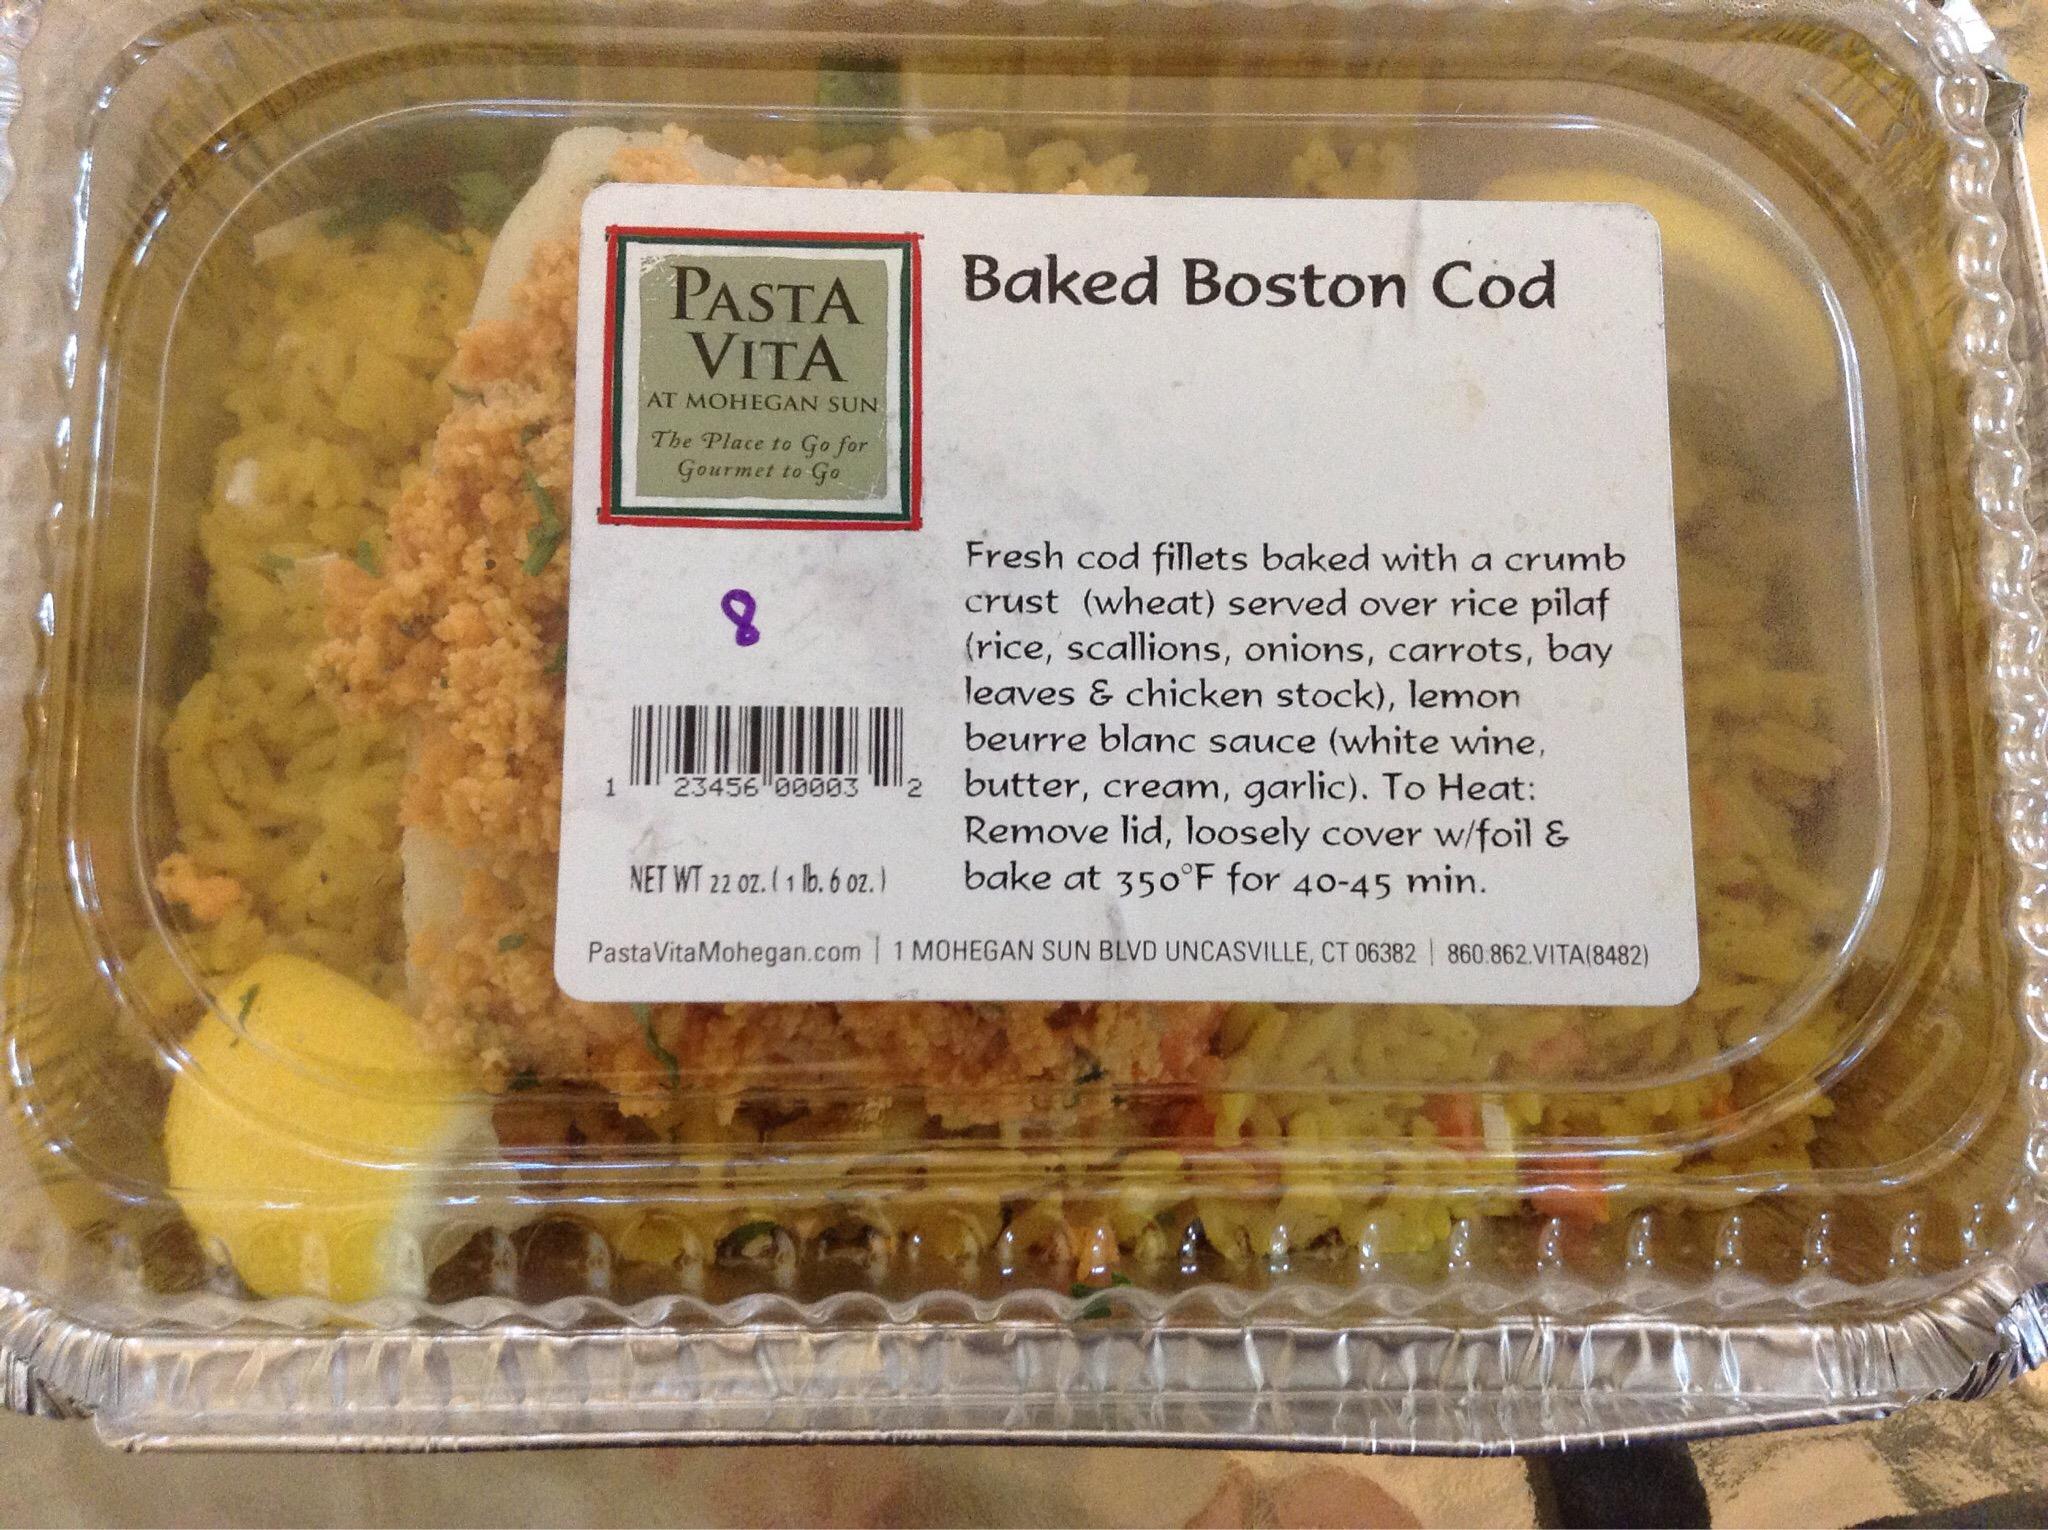 PASTA
VITA
AT MOHEGAN SUN
The Place to Go for
Gourmet to Go
Baked Boston Cod
8
Fresh cod fillets baked with a crumb
crust (wheat) served over rice pilaf
(rice, scallions, onions, carrots, bay
leaves & chicken stock), lemon
beurre blanc sauce (white wine,
butter, cream, garlic). To Heat:
Remove lid, loosely cover w/foil &
bake at 350°F for 40-45 min.
1 23456 00003 2
NET WT 22 OZ. ( 1 lb. 6 oz. )
PastaVitaMohegan.com | 1 MOHEGAN SUN BLVD UNCASVILLE, CT 06382 | 860.862.VITA(8482)